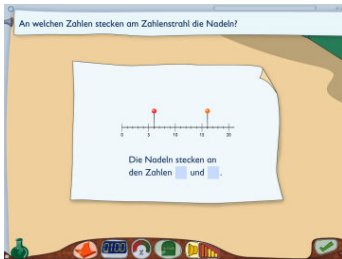 An welchen Zahlen stecken am Zahlenstrahl die Nadeln?
0 5 10 15 20
Die Nadeln stecken an
den Zahlen und .